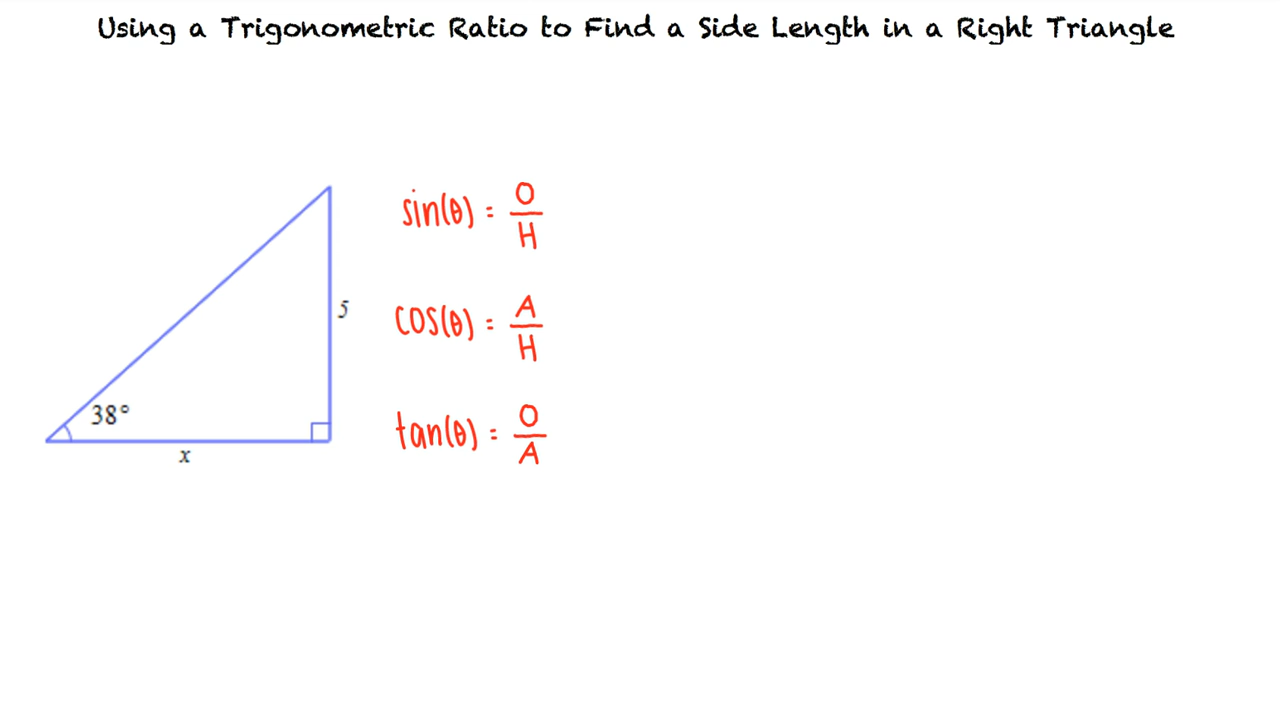 Using a Trigonometric Ratio to Find a Side Length in a Right Triangle
sin(θ) = O/H
5
cos(θ) = A/H
38°
tan(θ) = O/A
x